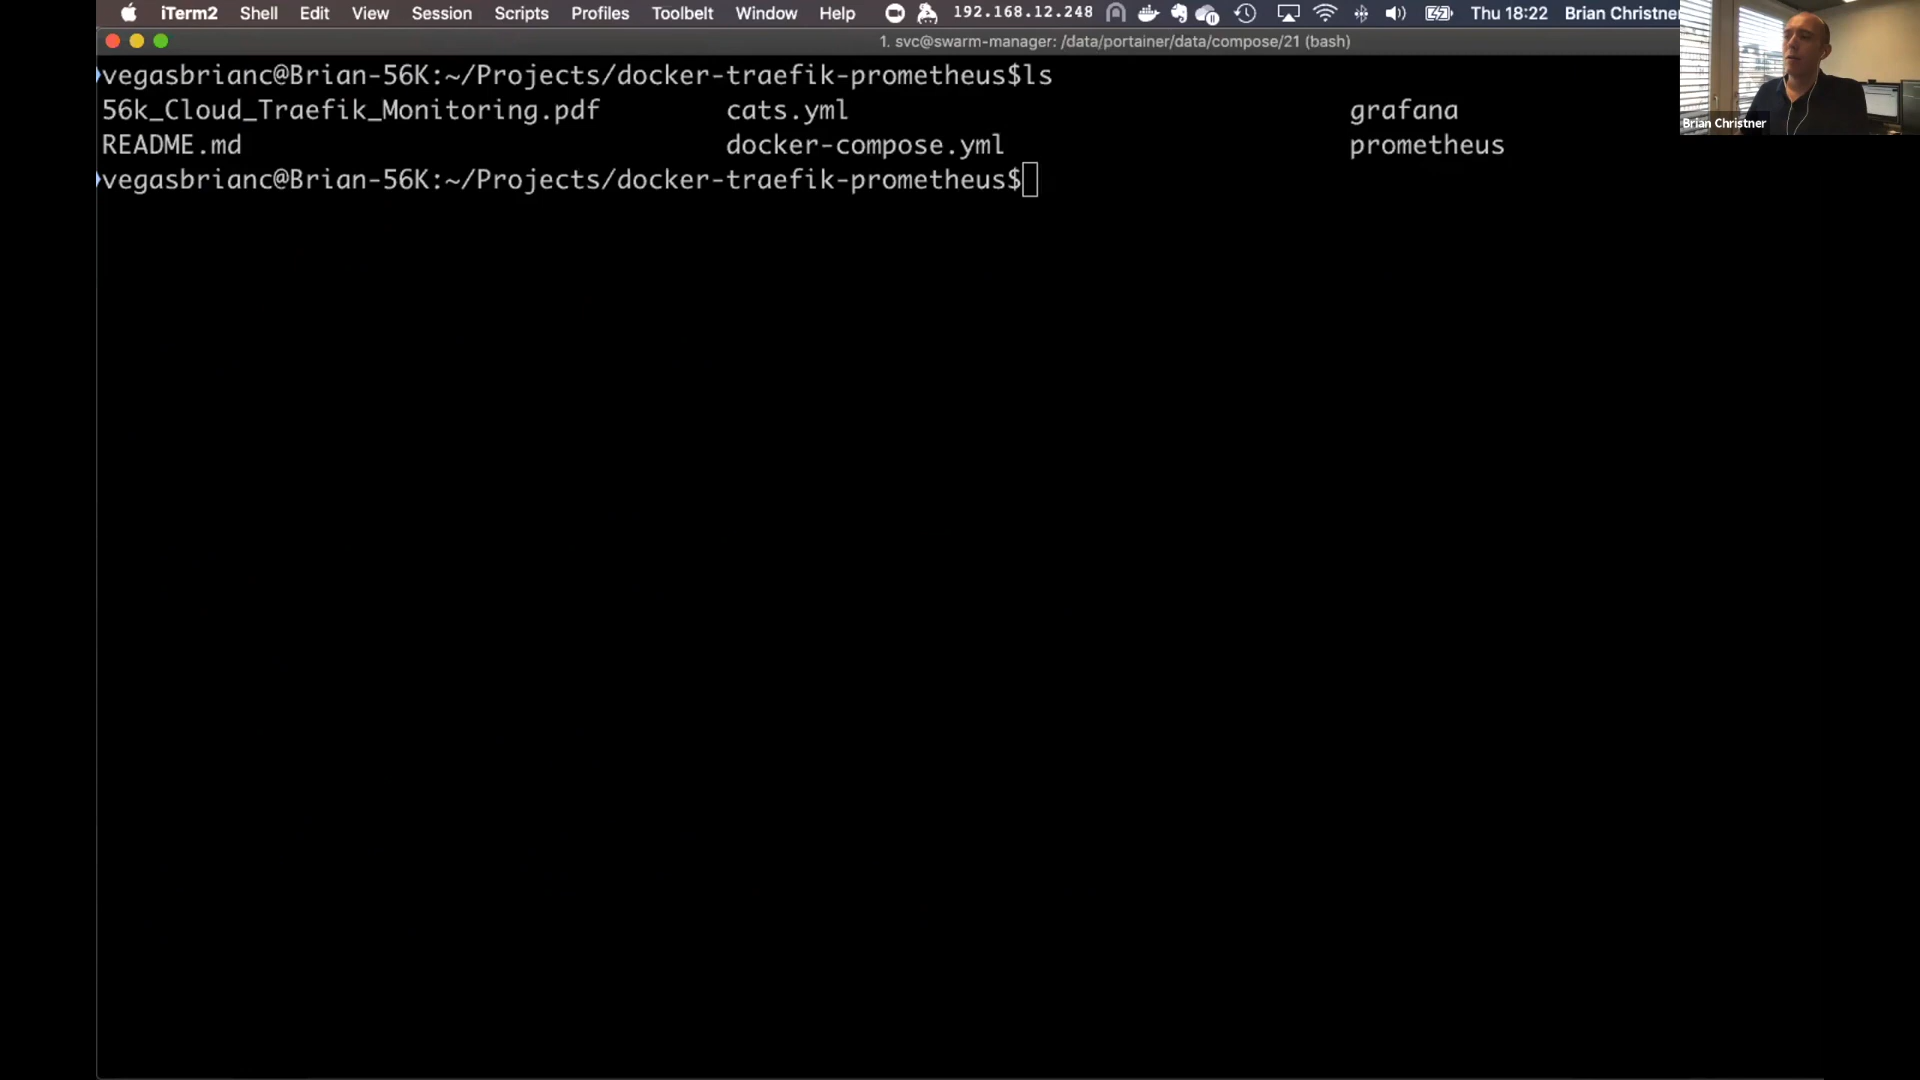 iTerm2 Shell Edit View Session Scripts Profiles Toolbelt Window Help 192.168.12.248 Thu 18:22 Brian Christner
1. svc@swarm-manager: /data/portainer/data/compose/21 (bash)
vegasbrianc@Brian-56K:~/Projects/docker-traefik-prometheus$ls
56k_Cloud_Traefik_Monitoring.pdf cats.yml grafana
README.md docker-compose.yml prometheus
vegasbrianc@Brian-56K:~/Projects/docker-traefik-prometheus$
Brian Christner